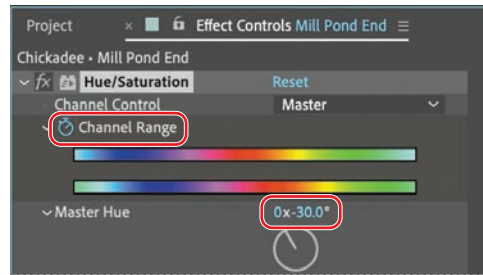 Project × Effect Controls Mill Pond End ≡
Chickadee • Mill Pond End
fx Hue/Saturation Reset
Channel Control Master
Channel Range
Master Hue 0x-30.0°